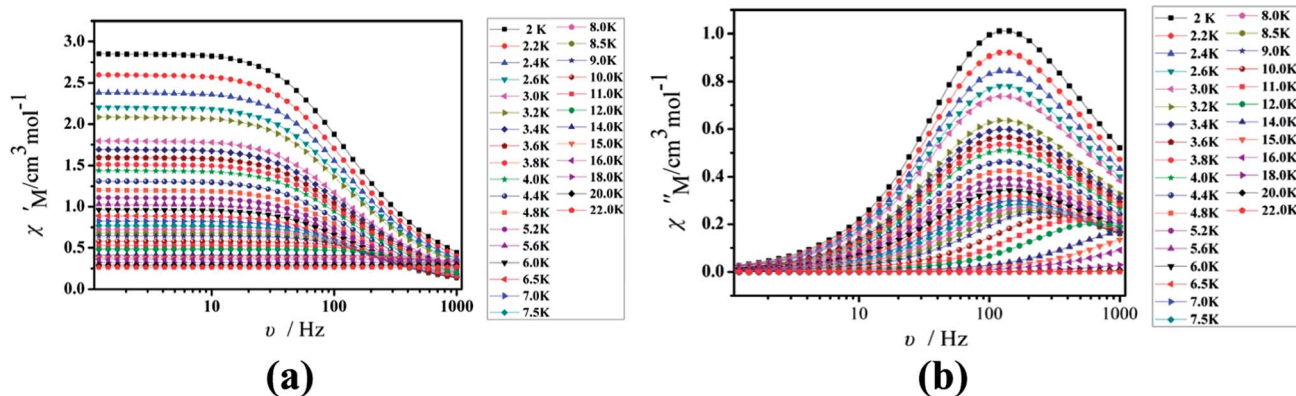 3.0
2.5
2.0
1.5
1.0
0.5
0.0
χ 'M/cm³mol⁻¹
10
100
1000
υ / Hz
2 K
2.2K
2.4K
2.6K
3.0K
3.2K
3.4K
3.6K
3.8K
4.0K
4.4K
4.8K
5.2K
5.6K
6.0K
6.5K
7.0K
7.5K
8.0K
8.5K
9.0K
10.0K
11.0K
12.0K
14.0K
15.0K
16.0K
18.0K
20.0K
22.0K
(a)
1.0
0.8
0.6
0.4
0.2
0.0
χ "M/cm³mol⁻¹
10
100
1000
υ / Hz
2 K
2.2K
2.4K
2.6K
3.0K
3.2K
3.4K
3.6K
3.8K
4.0K
4.4K
4.8K
5.2K
5.6K
6.0K
6.5K
7.0K
7.5K
8.0K
8.5K
9.0K
10.0K
11.0K
12.0K
14.0K
15.0K
16.0K
18.0K
20.0K
22.0K
(b)